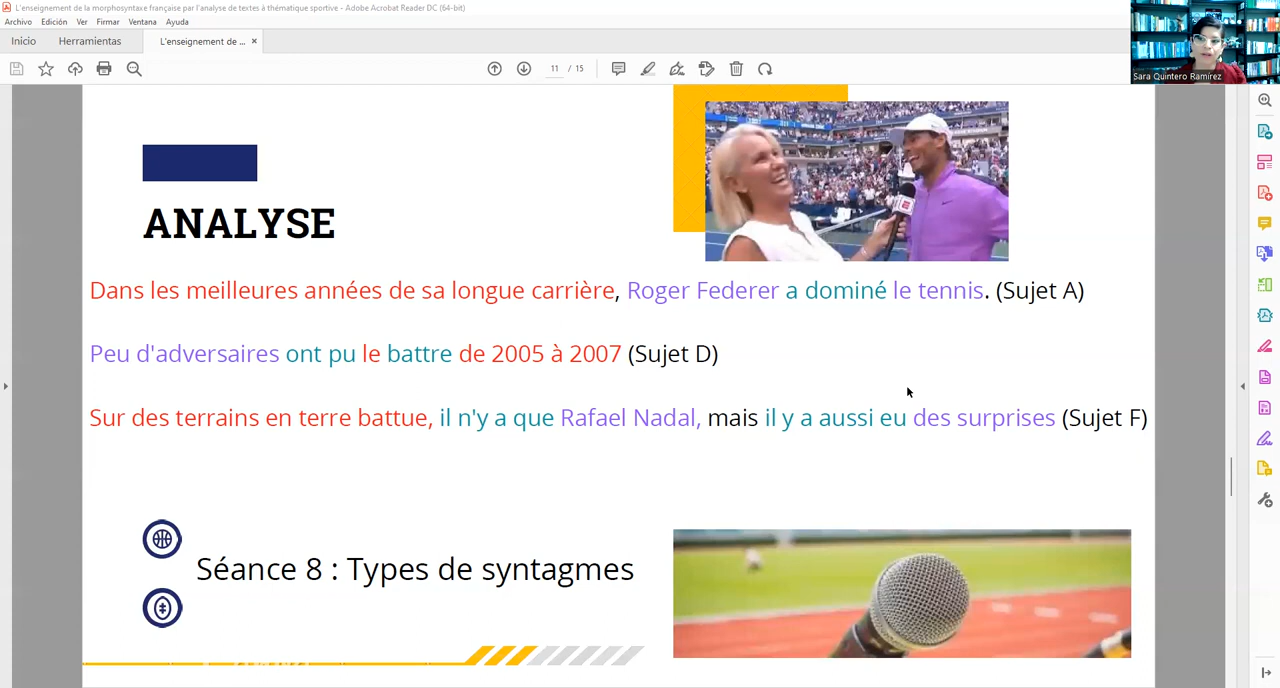 L'enseignement de la morphosyntaxe française par l'analyse de textes à thématique sportive - Adobe Acrobat Reader DC (64-bit)
Archivo Edición Ver Firmar Ventana Ayuda
Inicio Herramientas L'enseignement de ... ×
11 / 15
Sara Quintero Ramírez
ANALYSE
Dans les meilleures années de sa longue carrière, Roger Federer a dominé le tennis. (Sujet A)
Peu d'adversaires ont pu le battre de 2005 à 2007 (Sujet D)
Sur des terrains en terre battue, il n'y a que Rafael Nadal, mais il y a aussi eu des surprises (Sujet F)
Séance 8 : Types de syntagmes